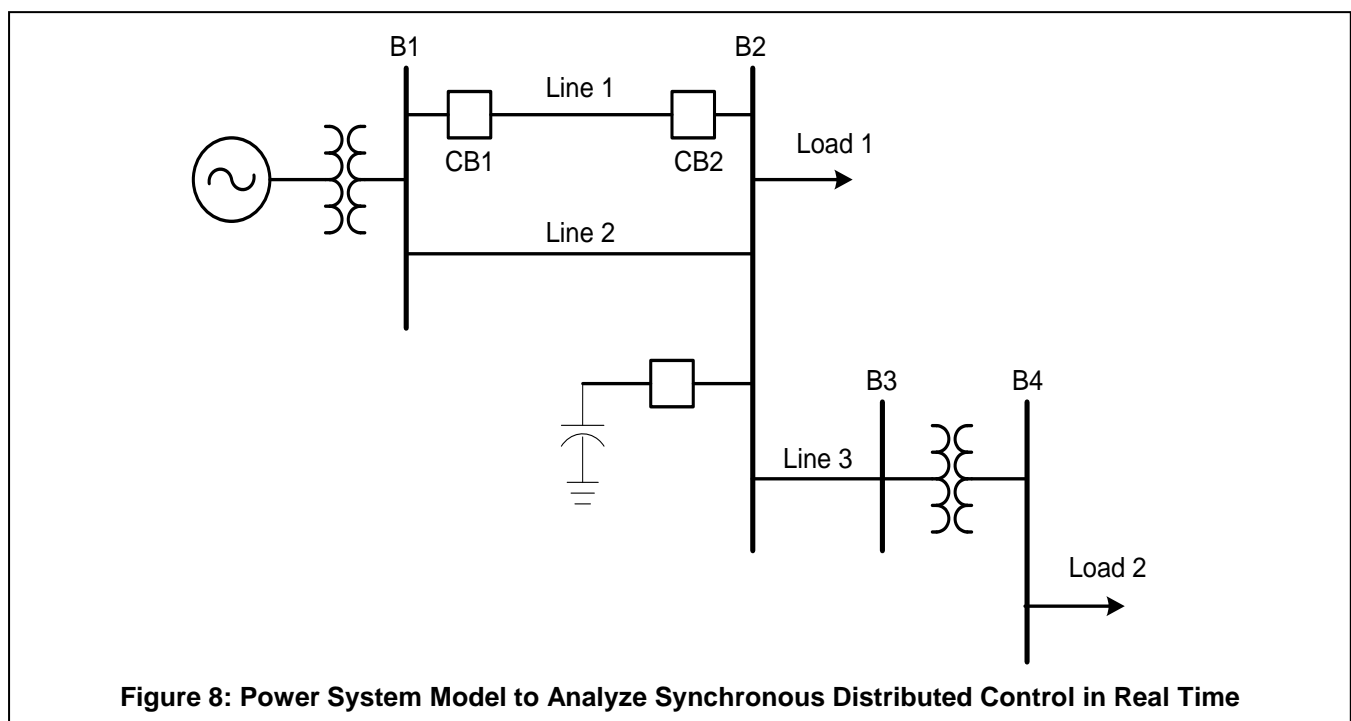 B1
B2
Line 1
CB1
CB2
Load 1
Line 2
B3
B4
Line 3
Load 2
Figure 8: Power System Model to Analyze Synchronous Distributed Control in Real Time